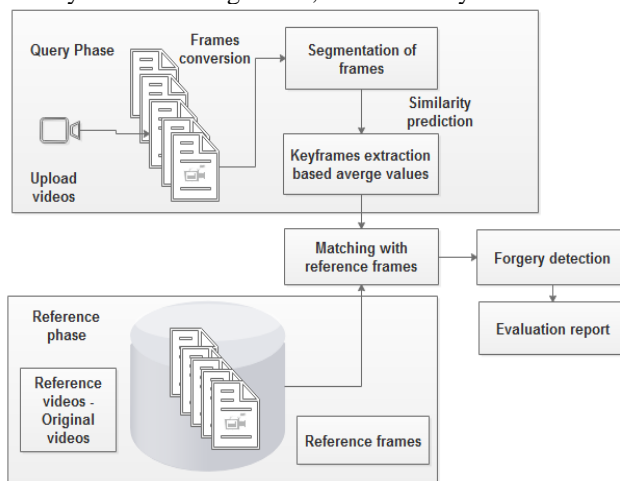 Query Phase
Frames
conversion
Segmentation of
frames
Similarity
prediction
Upload
videos
Keyframes extraction
based averge values
Matching with
reference frames
Forgery detection
Evaluation report
Reference
phase
Reference
videos -
Original
videos
Reference frames